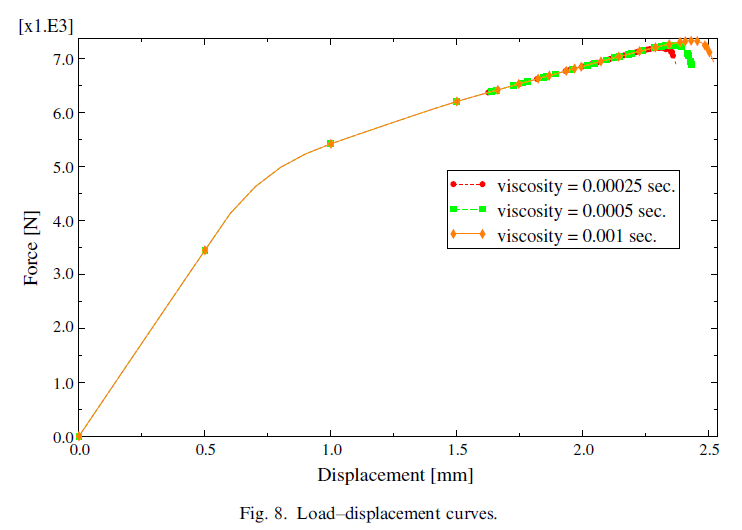 [x1.E3]
7.0
6.0
5.0
4.0
3.0
2.0
1.0
0.0
Force [N]
viscosity = 0.00025 sec.
viscosity = 0.0005 sec.
viscosity = 0.001 sec.
0.0 0.5 1.0 1.5 2.0 2.5
Displacement [mm]
Fig. 8. Load–displacement curves.